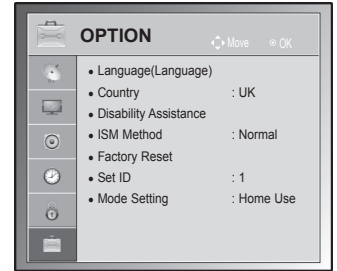 OPTION
Move OK
Language(Language)
Country : UK
Disability Assistance
ISM Method : Normal
Factory Reset
Set ID : 1
Mode Setting : Home Use